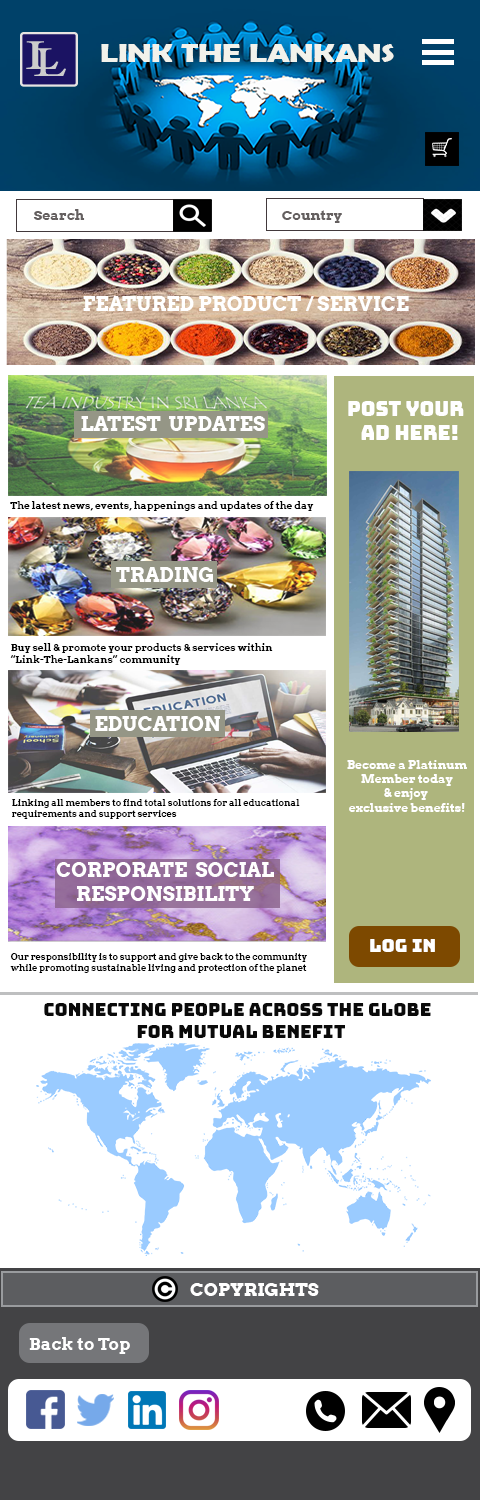 LL
LINK THE LANKANS
Search
Country
FEATURED PRODUCT / SERVICE
TEA INDUSTRY IN SRI LANKA
LATEST UPDATES
The latest news, events, happenings and updates of the day
TRADING
Buy sell & promote your products & services within
"Link-The-Lankans" community
EDUCATION
School
Dictionary
EDUCATION
Linking all members to find total solutions for all educational
requirements and support services
CORPORATE SOCIAL
RESPONSIBILITY
Our responsibility is to support and give back to the community
while promoting sustainable living and protection of the planet
POST YOUR
AD HERE!
Become a Platinum
Member today
& enjoy
exclusive benefits!
LOG IN
CONNECTING PEOPLE ACROSS THE GLOBE
FOR MUTUAL BENEFIT
© COPYRIGHTS
Back to Top
f
in